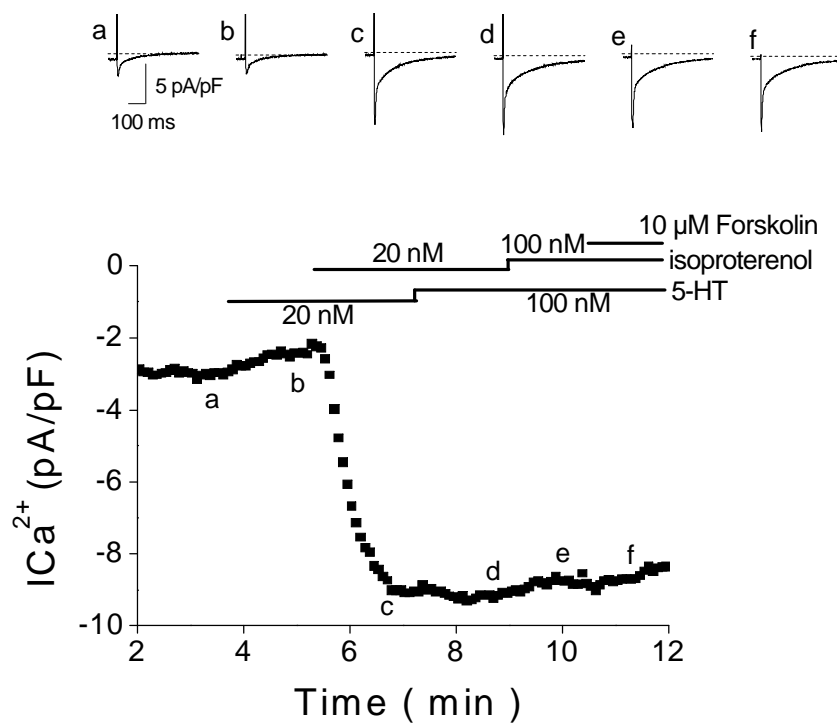 a b c d e f
5 pA/pF
100 ms
10 µM Forskolin
20 nM 100 nM isoproterenol
20 nM 100 nM 5-HT
0
-2
-4
-6
-8
-10
ICa2+ (pA/pF)
a b c d e f
2 4 6 8 10 12
Time ( min )